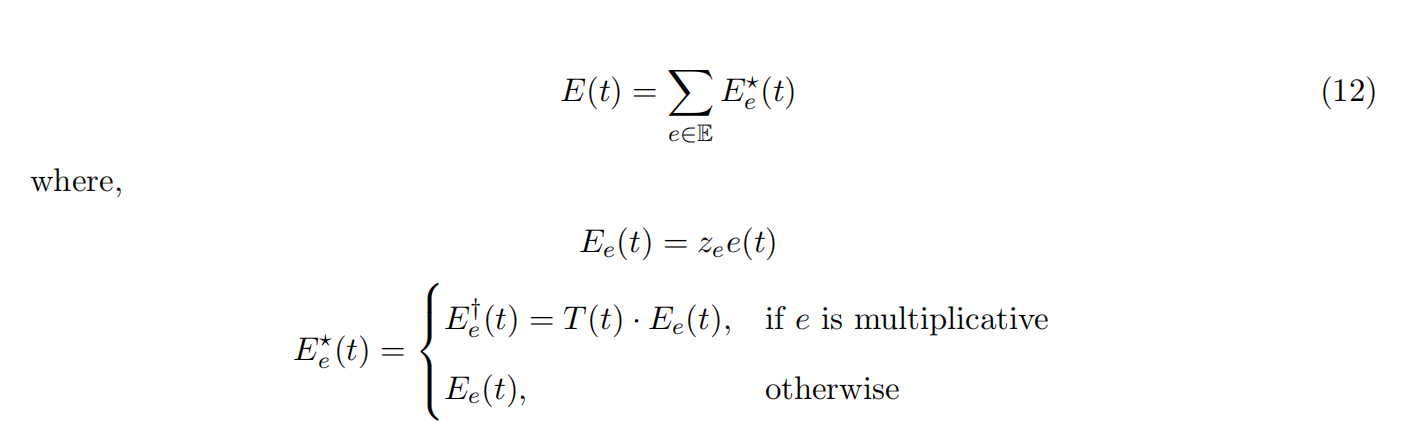 E(t) = ∑_{e∈𝔼} E_e^⋆(t) (12)
where,
E_e(t) = z_e e(t)
E_e^⋆(t) = { E_e^†(t) = T(t) · E_e(t), if e is multiplicative
E_e(t), otherwise